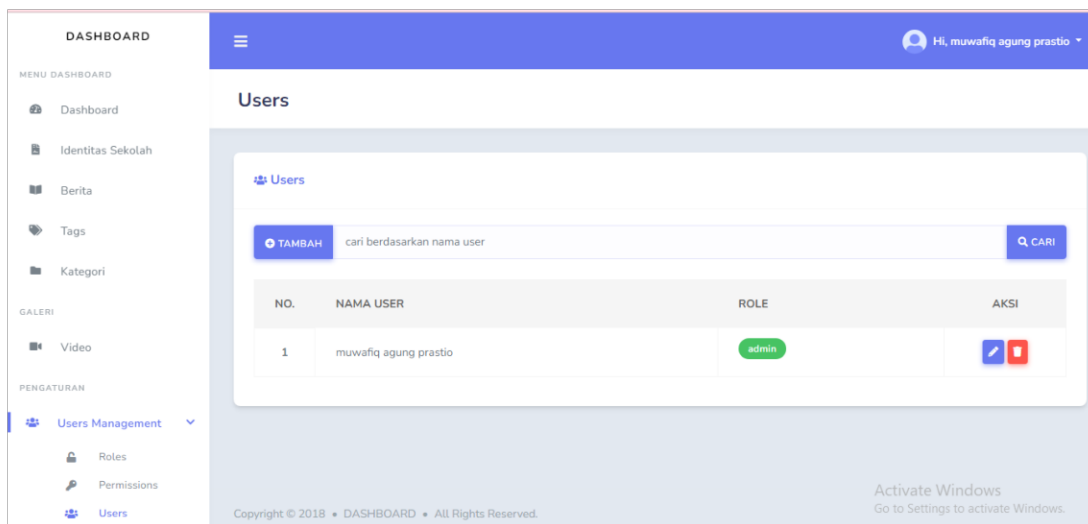 DASHBOARD
Hi, muwafiq agung prastio
MENU DASHBOARD
Dashboard
Identitas Sekolah
Berita
Tags
Kategori
GALERI
Video
PENGATURAN
Users Management
Roles
Permissions
Users
Users
Users
TAMBAH cari berdasarkan nama user CARI
NO. NAMA USER ROLE AKSI
1 muwafiq agung prastio admin
Activate Windows
Go to Settings to activate Windows.
Copyright © 2018 • DASHBOARD • All Rights Reserved.